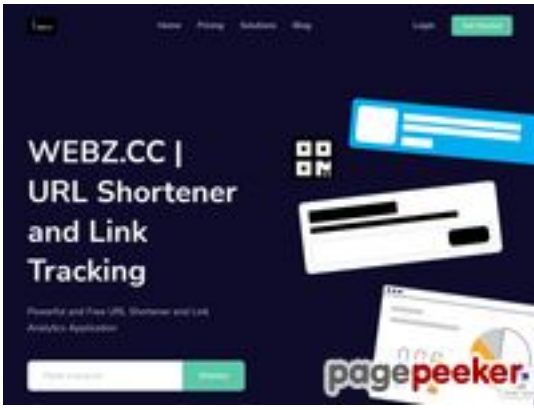 Home Pricing Solutions Blog Login Get Started
WEBZ.CC |
URL Shortener
and Link
Tracking
Powerful and Free URL Shortener and Link
Analytics Application
Shorten
pagepeeker